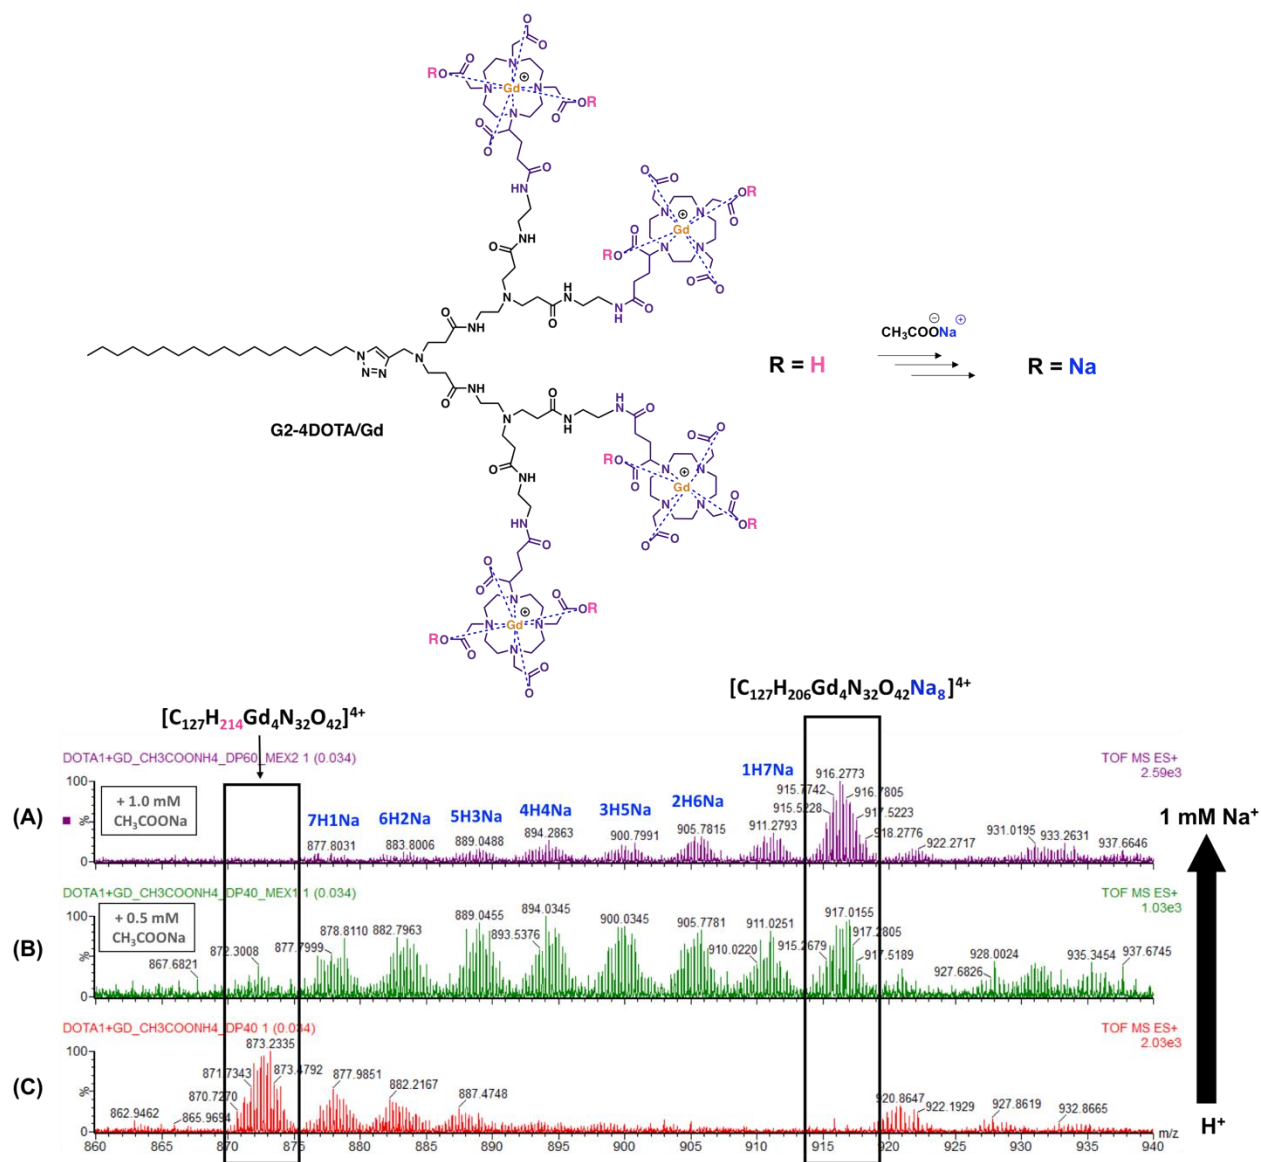 R = H
CH₃COO⊖Na⊕
R = Na
G2-4DOTA/Gd
[C₁₂₇H₂₀₆Gd₄N₃₂O₄₂Na₈]⁴⁺
[C₁₂₇H₂₁₄Gd₄N₃₂O₄₂]⁴⁺
(A)
DOTA1+GD_CH3COONH4_DP60_MEX2 1 (0.034)
TOF MS ES+
2.59e3
100
%
0
+ 1.0 mM
CH₃COONa
7H1Na 6H2Na 5H3Na 4H4Na 3H5Na 2H6Na 1H7Na
877.8031 883.8006 889.0488 894.2863 900.7991 905.7815 911.2793 915.5228 915.7742 916.2773 916.7805 917.5223 918.2776 922.2717 931.0195 933.2631 937.6646
1 mM Na⁺
(B)
DOTA1+GD_CH3COONH4_DP40_MEX1 1 (0.034)
TOF MS ES+
1.03e3
100
%
0
+ 0.5 mM
CH₃COONa
867.6821 872.3008 877.7999 878.8110 882.7963 889.0455 893.5376 894.0345 900.0345 905.7781 910.0220 911.0251 915.2679 917.0155 917.2805 917.5189 927.6826 928.0024 935.3454 937.6745
(C)
DOTA1+GD_CH3COONH4_DP40 1 (0.034)
TOF MS ES+
2.03e3
100
%
0
862.9462 865.9694 870.7270 871.7343 873.2335 873.4792 877.9851 882.2167 887.4748 920.8647 922.1929 927.8619 932.8665
H⁺
860 865 870 875 880 885 890 895 900 905 910 915 920 925 930 935 940 m/z